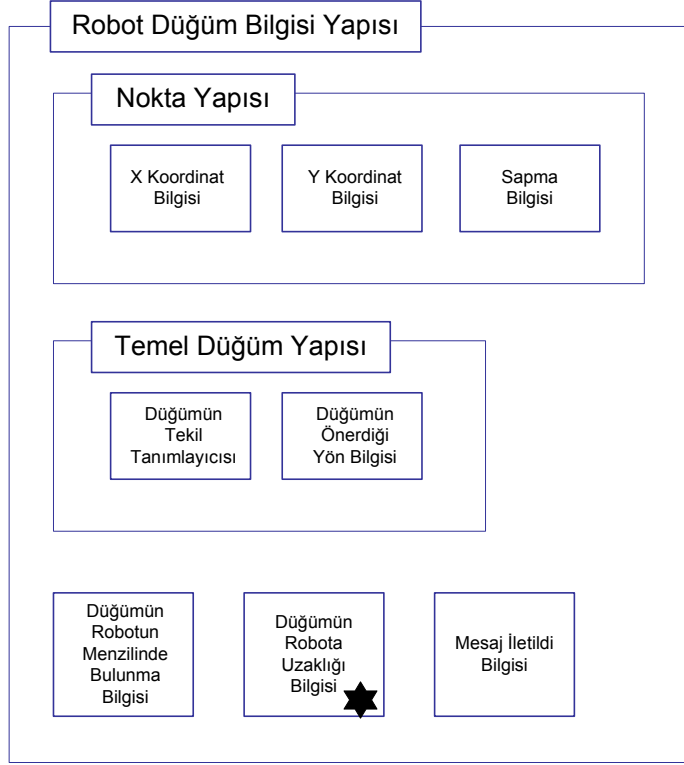 Robot Düğüm Bilgisi Yapısı
Nokta Yapısı
X Koordinat
Bilgisi
Y Koordinat
Bilgisi
Sapma
Bilgisi
Temel Düğüm Yapısı
Düğümün
Tekil
Tanımlayıcısı
Düğümün
Önerdiği
Yön Bilgisi
Düğümün
Robotun
Menzilinde
Bulunma
Bilgisi
Düğümün
Robota
Uzaklığı
Bilgisi
Mesaj İletildi
Bilgisi